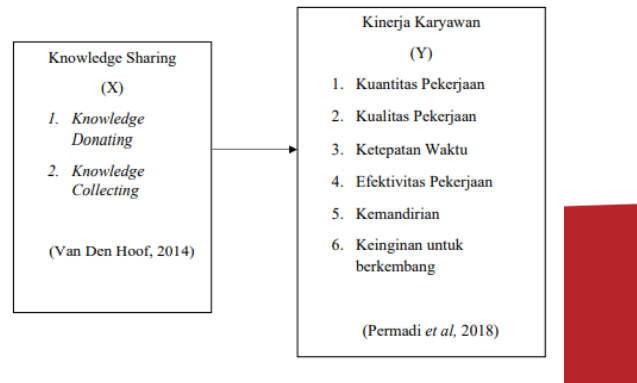 Knowledge Sharing
(X)
1. Knowledge
Donating
2. Knowledge
Collecting
(Van Den Hoof, 2014)
Kinerja Karyawan
(Y)
1. Kuantitas Pekerjaan
2. Kualitas Pekerjaan
3. Ketepatan Waktu
4. Efektivitas Pekerjaan
5. Kemandirian
6. Keinginan untuk
berkembang
(Permadi et al, 2018)